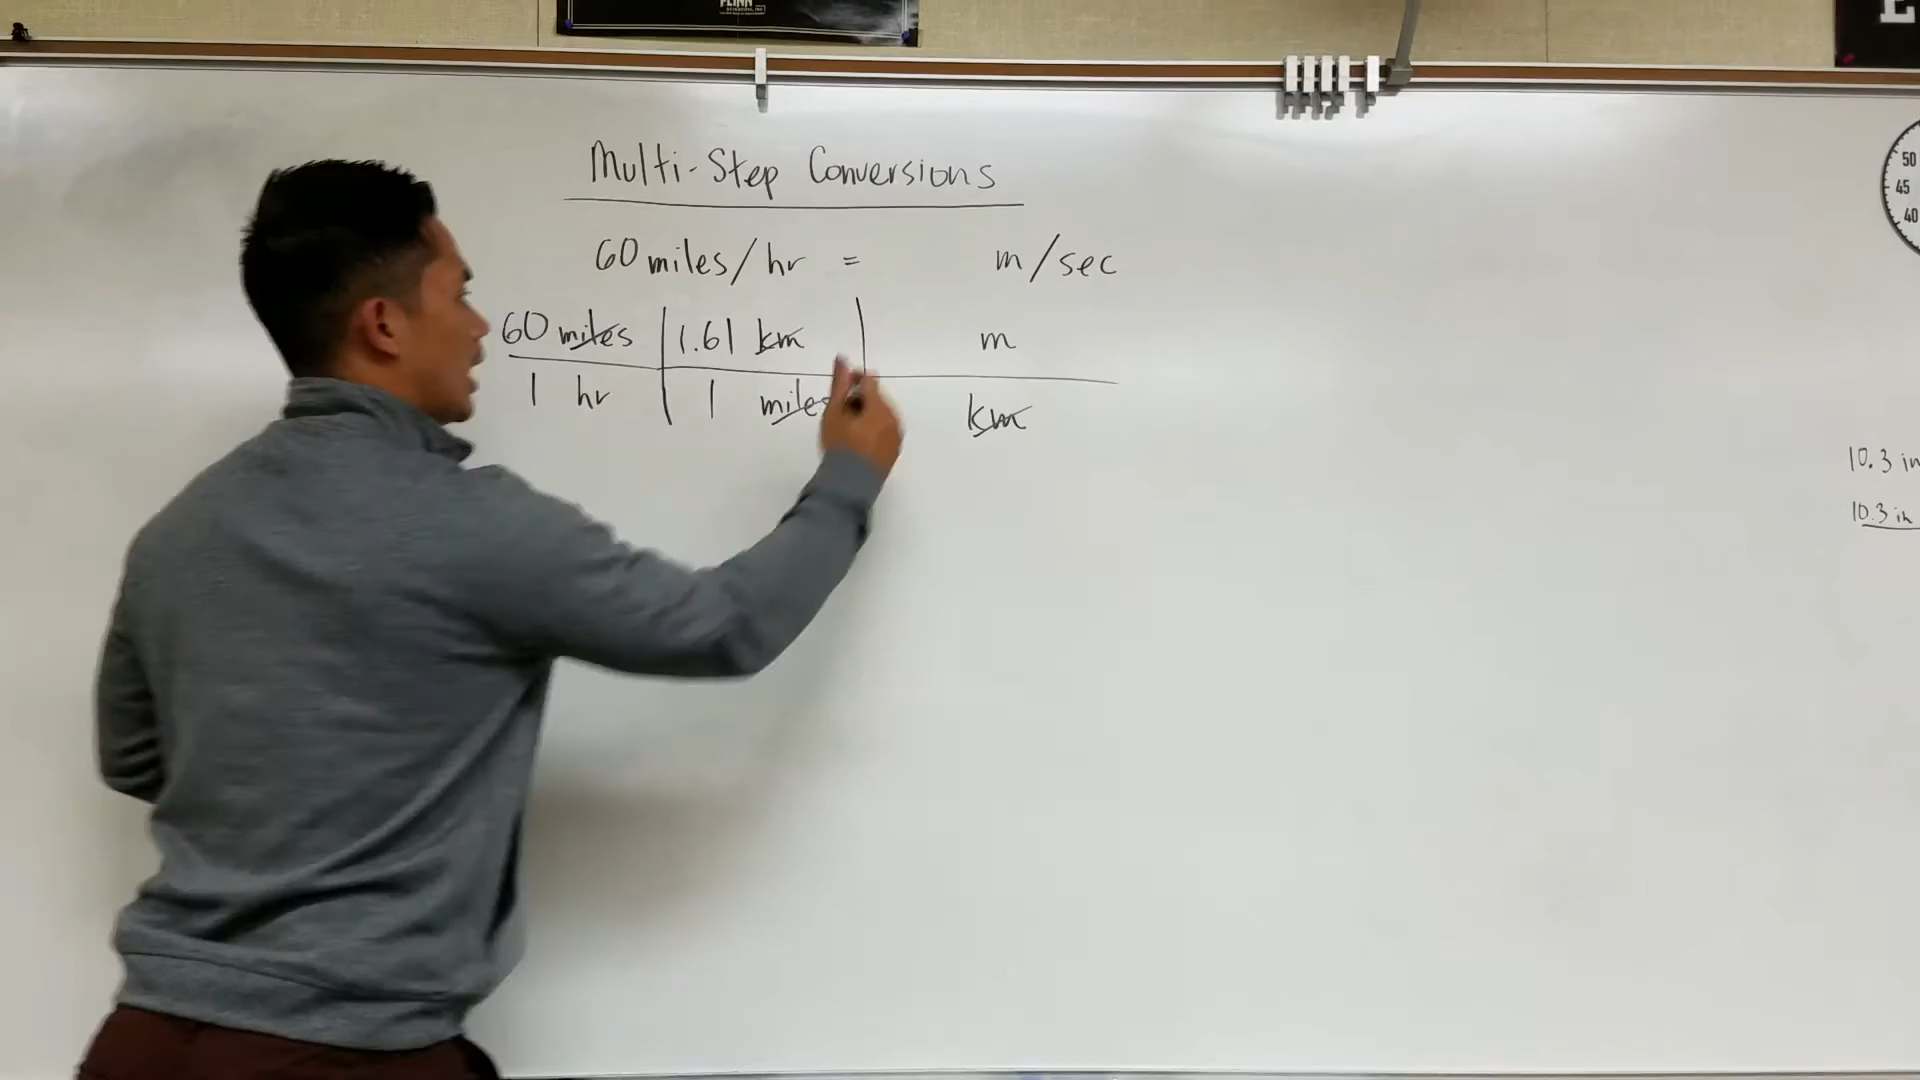 FLINN
Multi-Step Conversions
60 miles/hr = m/sec
60 miles 1.61 km m
1 hr 1 miles km
50
45
40
10.3 in
10.3 in
E